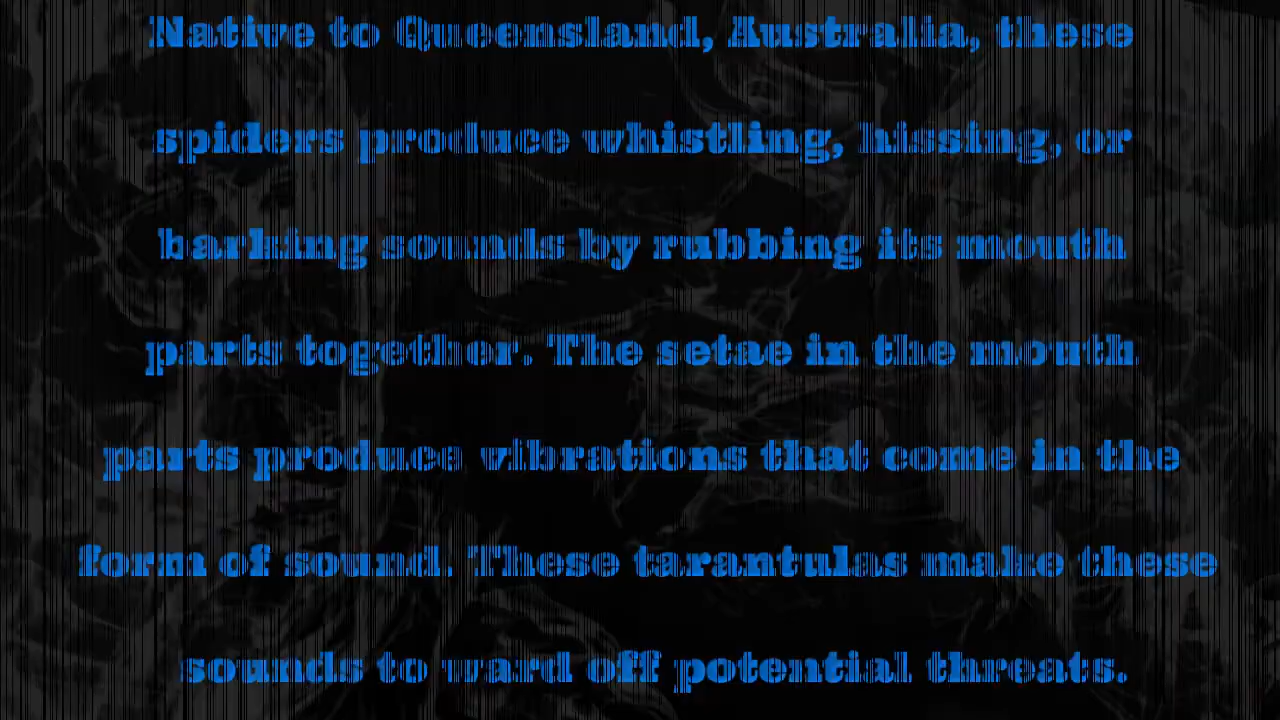 Native to Queensland, Australia, these
spiders produce whistling, hissing, or
barking sounds by rubbing its mouth
parts together. The setae in the mouth
parts produce vibrations that come in the
form of sound. These tarantulas make these
sounds to ward off potential threats.